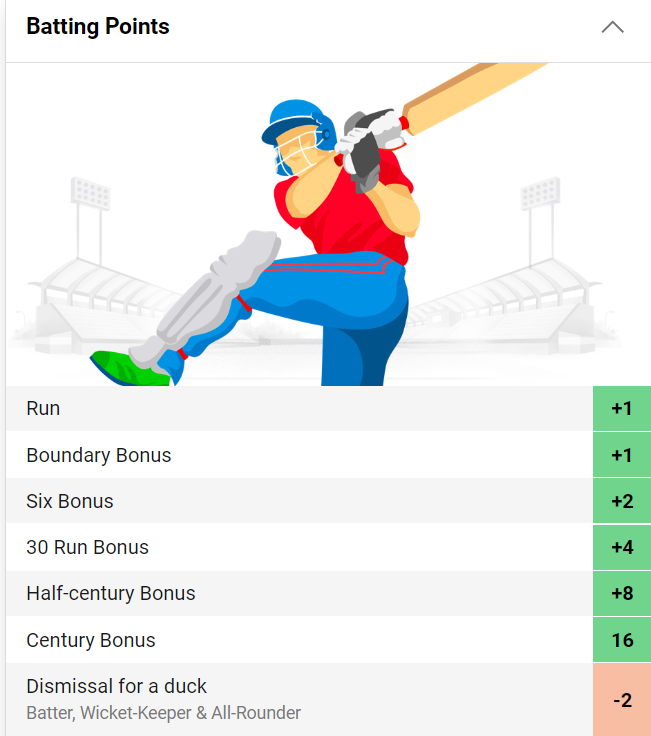 Batting Points
Run +1
Boundary Bonus +1
Six Bonus +2
30 Run Bonus +4
Half-century Bonus +8
Century Bonus 16
Dismissal for a duck -2
Batter, Wicket-Keeper & All-Rounder